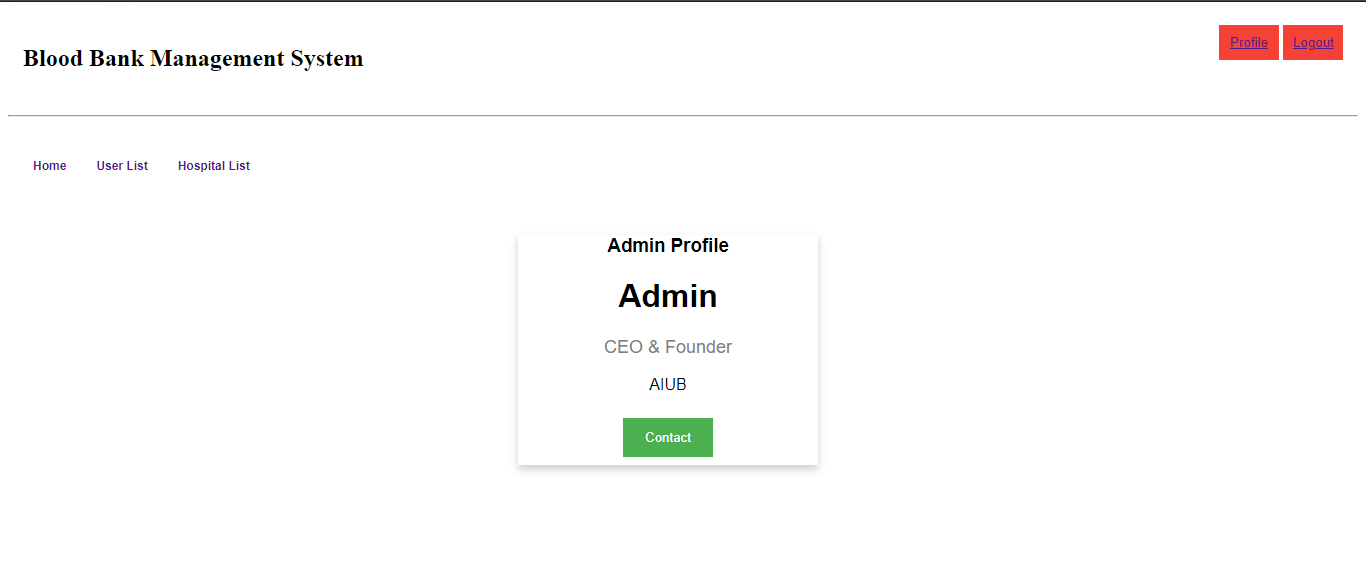 Blood Bank Management System
Profile Logout
Home User List Hospital List
Admin Profile
Admin
CEO & Founder
AIUB
Contact